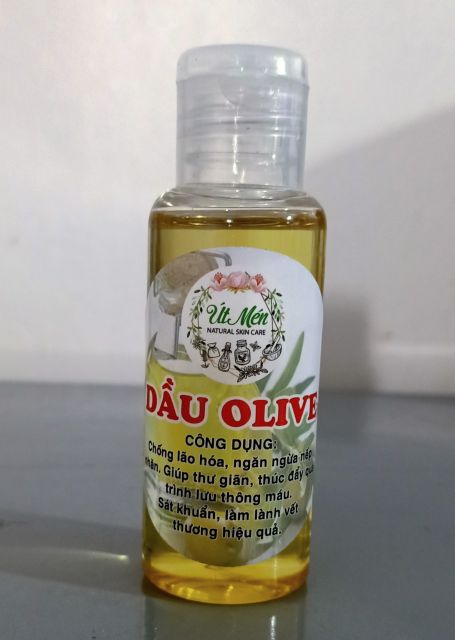 Út Mén
NATURAL SKIN CARE
DẦU OLIVE
CÔNG DỤNG:
Chống lão hóa, ngăn ngừa nếp
nhăn. Giúp thư giãn, thúc đẩy quá
trình lưu thông máu.
Sát khuẩn, làm lành vết
thương hiệu quả.